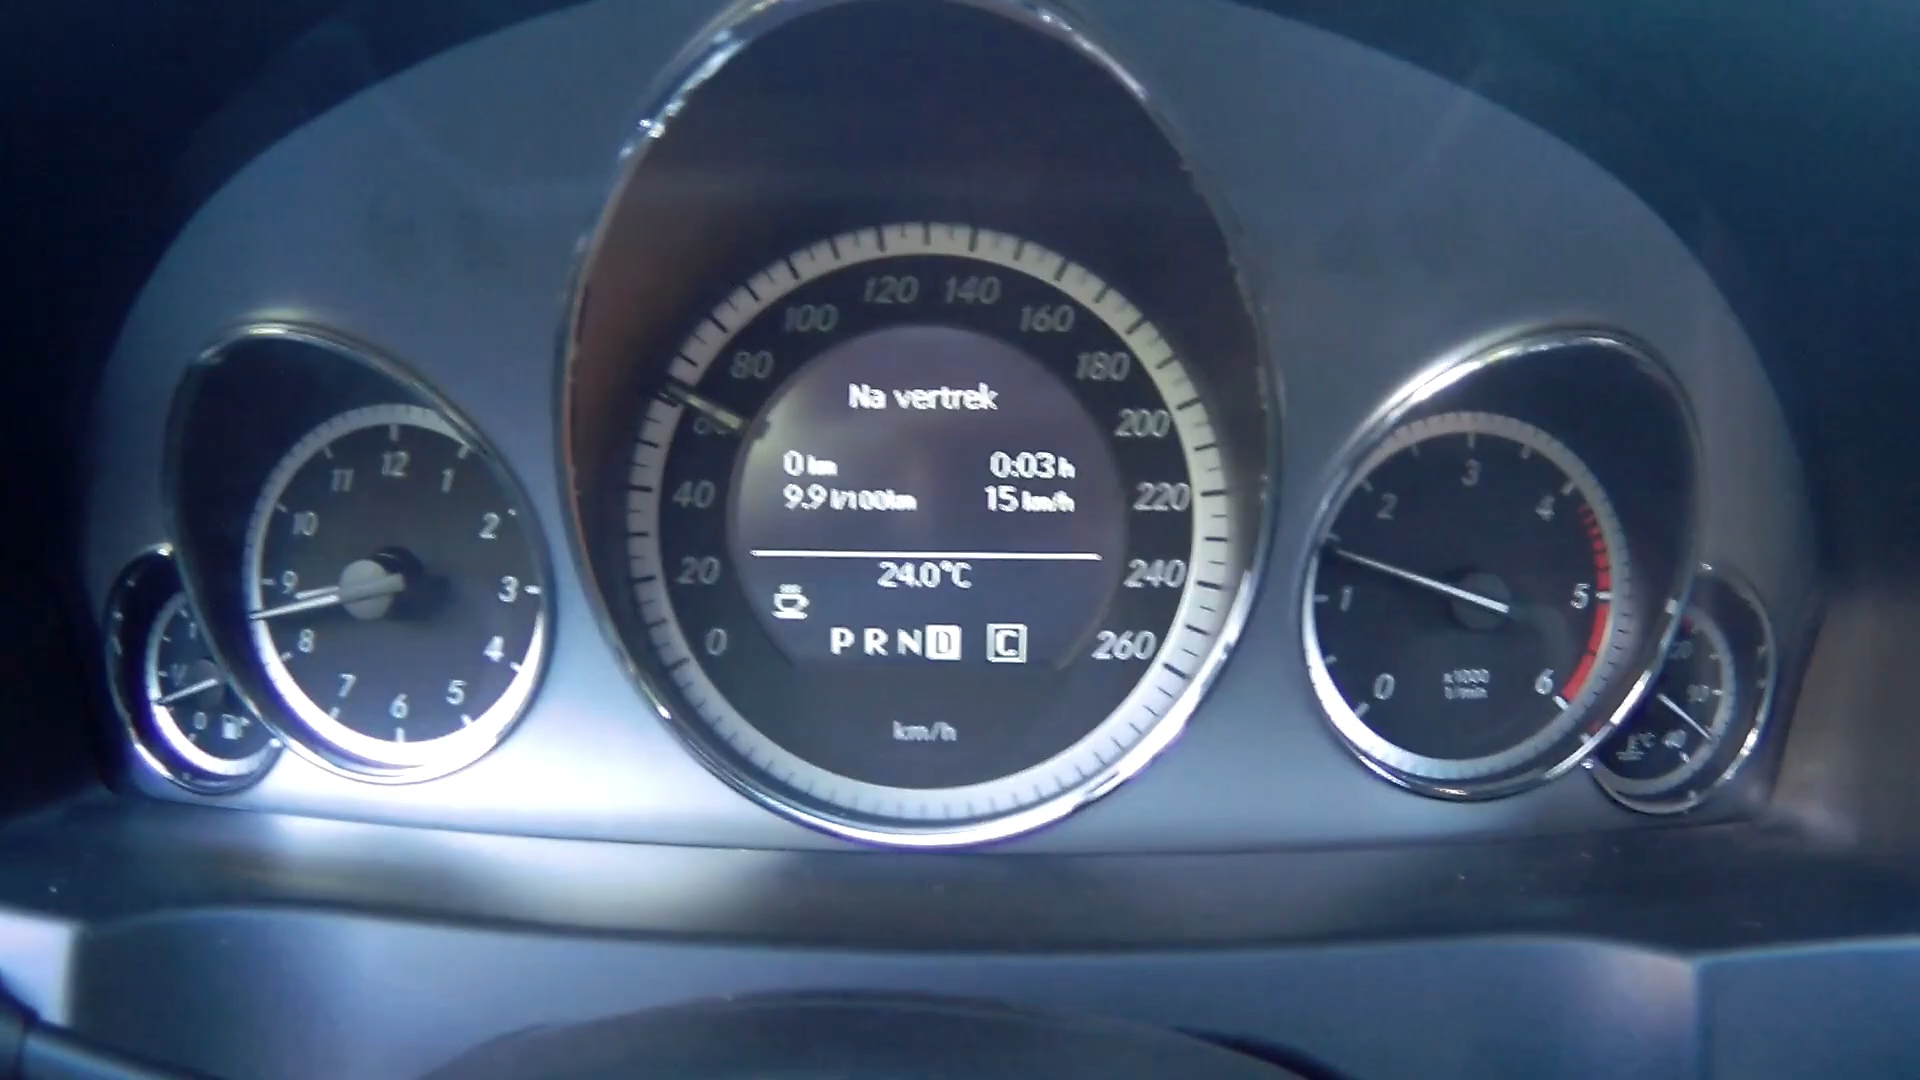 Na vertrek
0 km 0:03 h
9.9 l/100km 15 km/h
24.0°C
P R N D C
0 20 40 60 80 100 120 140 160 180 200 220 240 260
km/h
12 1 2 3 4 5 6 7 8 9 10 11
0 1 2 3 4 5 6
x1000
1/min
0
1
°C